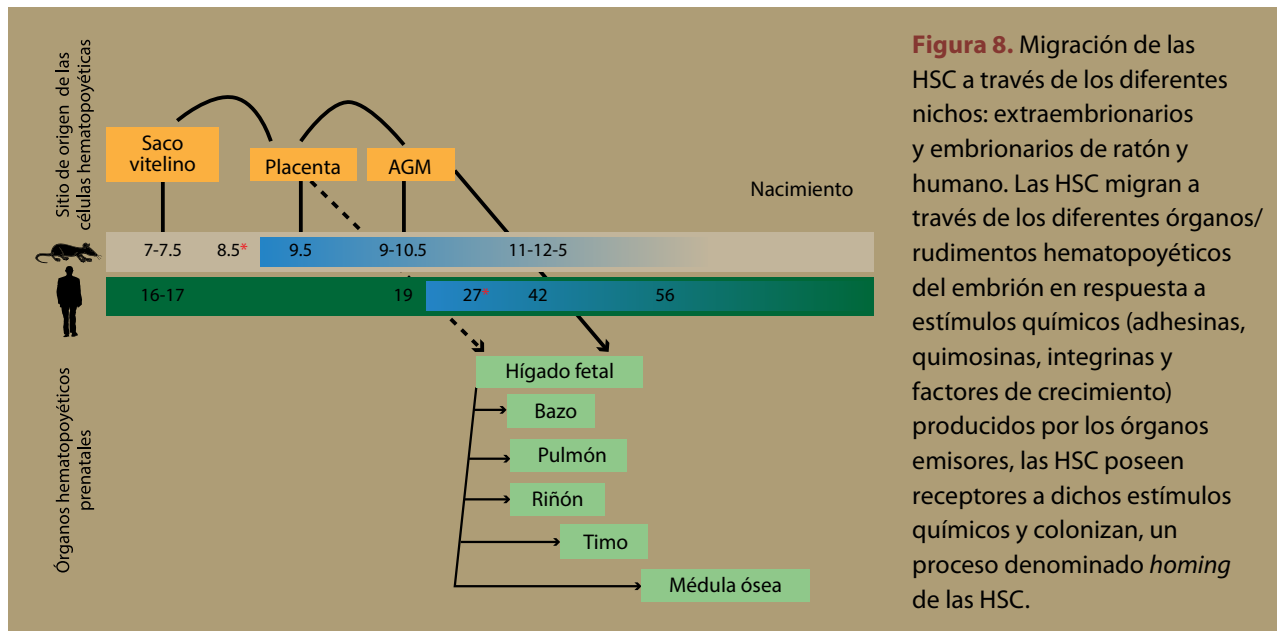 Sitio de origen de las
células hematopoyéticas
Saco
vitelino
Placenta
AGM
Nacimiento
7-7.5 8.5* 9.5 9-10.5 11-12-5
16-17 19 27* 42 56
Órganos hematopoyéticos
prenatales
Hígado fetal
Bazo
Pulmón
Riñón
Timo
Médula ósea
Figura 8. Migración de las
HSC a través de los diferentes
nichos: extraembrionarios
y embrionarios de ratón y
humano. Las HSC migran a
través de los diferentes órganos/
rudimentos hematopoyéticos
del embrión en respuesta a
estímulos químicos (adhesinas,
quimosinas, integrinas y
factores de crecimiento)
producidos por los órganos
emisores, las HSC poseen
receptores a dichos estímulos
químicos y colonizan, un
proceso denominado homing
de las HSC.